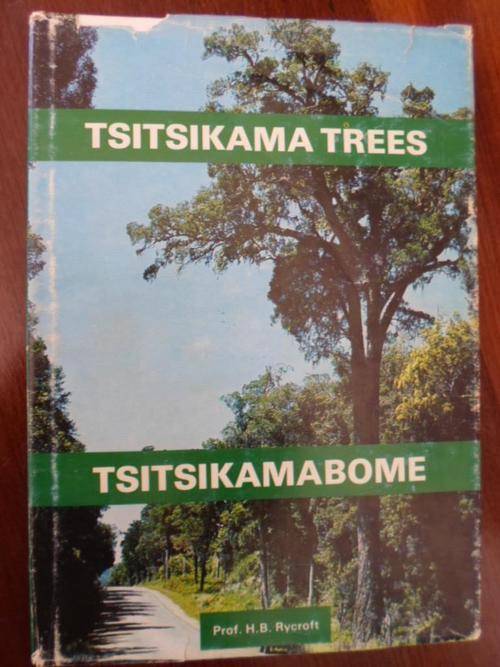 TSITSIKAMA TREES
TSITSIKAMABOME
Prof. H.B. Rycroft